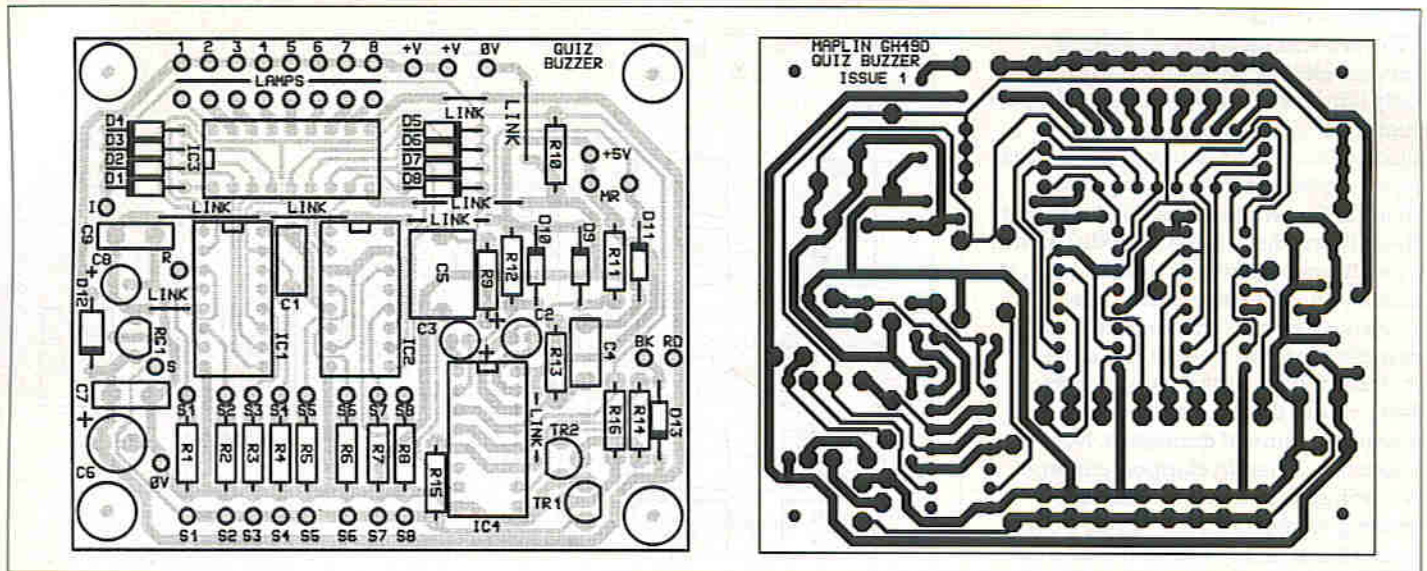 1 2 3 4 5 6 7 8 +V +V 0V QUIZ
BUZZER
LAMPS
LINK
LINK
D4 D5
D3 D6
D2 D7
D1 D8
IC3
R10
+5V
MR
I
LINK LINK LINK
LINK
C9
R
C8
+
D12
LINK
RG1
S
C7
+
C6
0V
C1
IC1
IC2
C5
R9
R12
D10
D9
R11
D11
C3
+
+
C2
R13
C4
BK RD
LINK
TR2
TR1
R16
R14
D13
S1 S2 S3 S4 S5 S6 S7 S8
R1 R2 R3 R4 R5 R6 R7 R8
R15
IC4
S1 S2 S3 S4 S5 S6 S7 S8
MAPLIN GH49D
QUIZ BUZZER
ISSUE 1